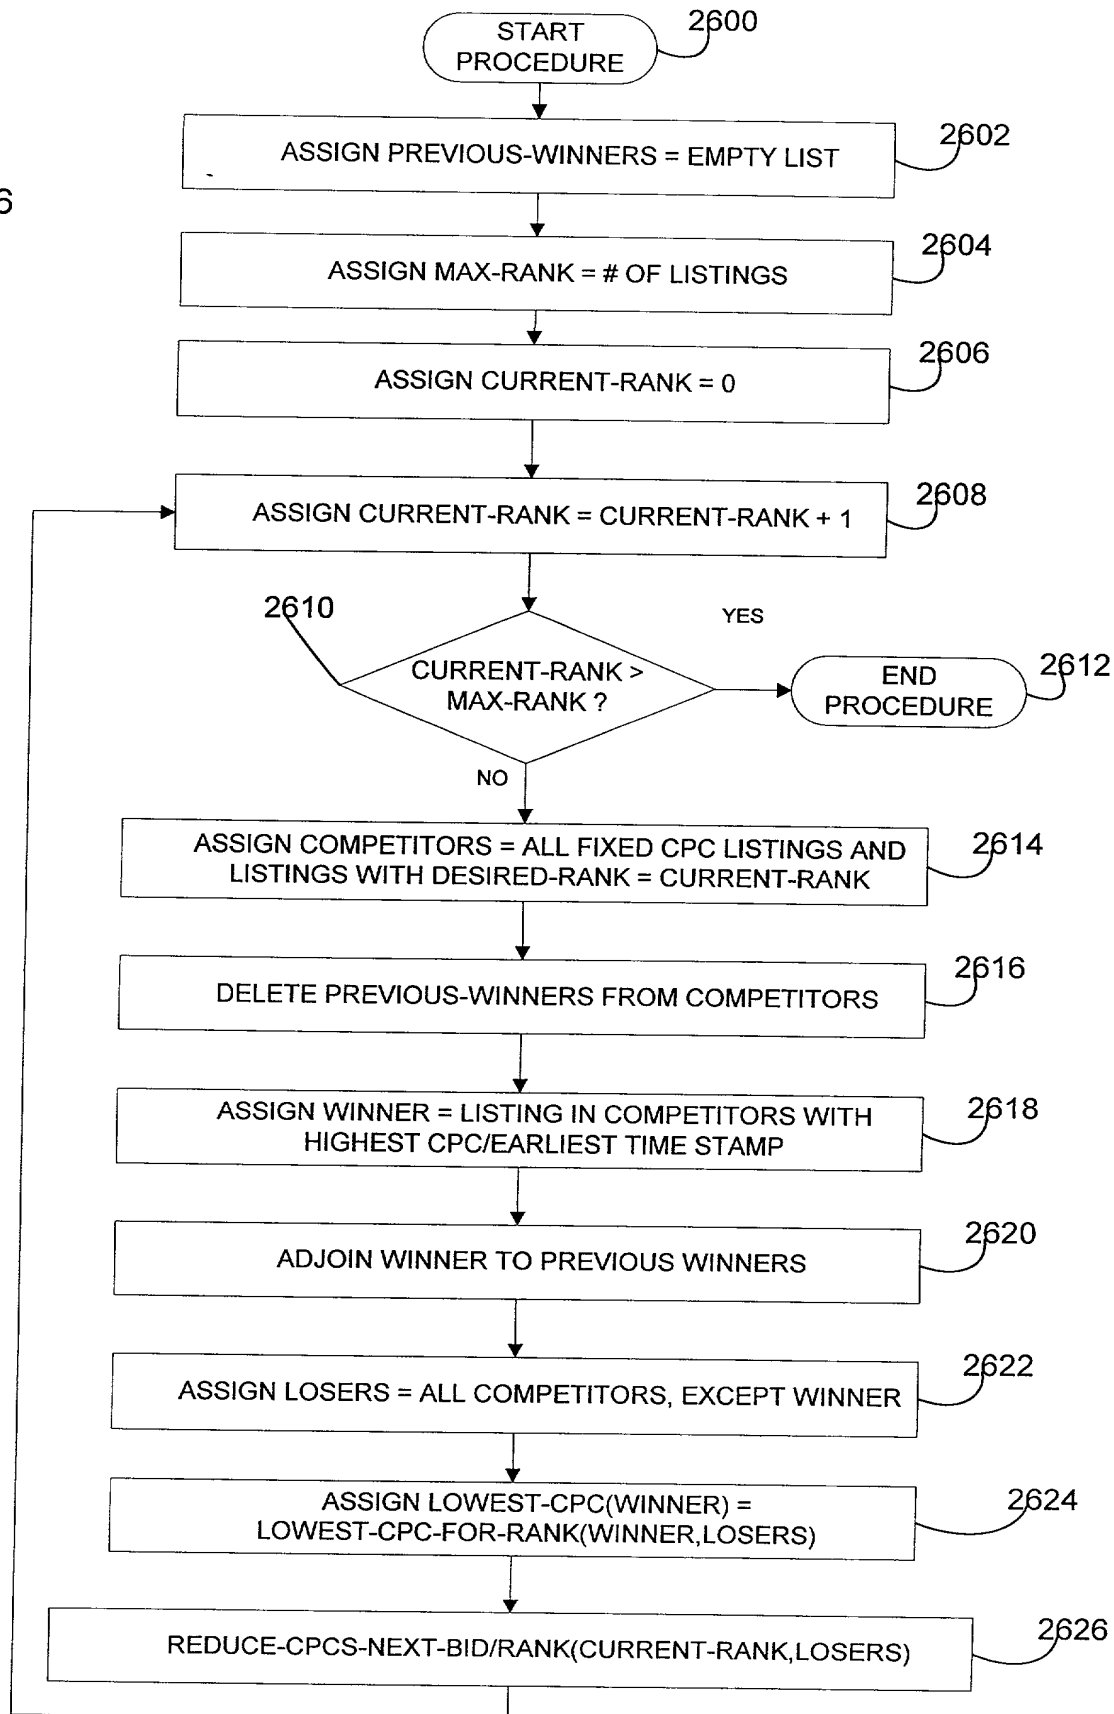 START
PROCEDURE
2600
ASSIGN PREVIOUS-WINNERS = EMPTY LIST
2602
6
ASSIGN MAX-RANK = # OF LISTINGS
2604
ASSIGN CURRENT-RANK = 0
2606
ASSIGN CURRENT-RANK = CURRENT-RANK + 1
2608
2610
CURRENT-RANK >
MAX-RANK ?
YES
END
PROCEDURE
2612
NO
ASSIGN COMPETITORS = ALL FIXED CPC LISTINGS AND
LISTINGS WITH DESIRED-RANK = CURRENT-RANK
2614
DELETE PREVIOUS-WINNERS FROM COMPETITORS
2616
ASSIGN WINNER = LISTING IN COMPETITORS WITH
HIGHEST CPC/EARLIEST TIME STAMP
2618
ADJOIN WINNER TO PREVIOUS WINNERS
2620
ASSIGN LOSERS = ALL COMPETITORS, EXCEPT WINNER
2622
ASSIGN LOWEST-CPC(WINNER) =
LOWEST-CPC-FOR-RANK(WINNER,LOSERS)
2624
REDUCE-CPCS-NEXT-BID/RANK(CURRENT-RANK,LOSERS)
2626